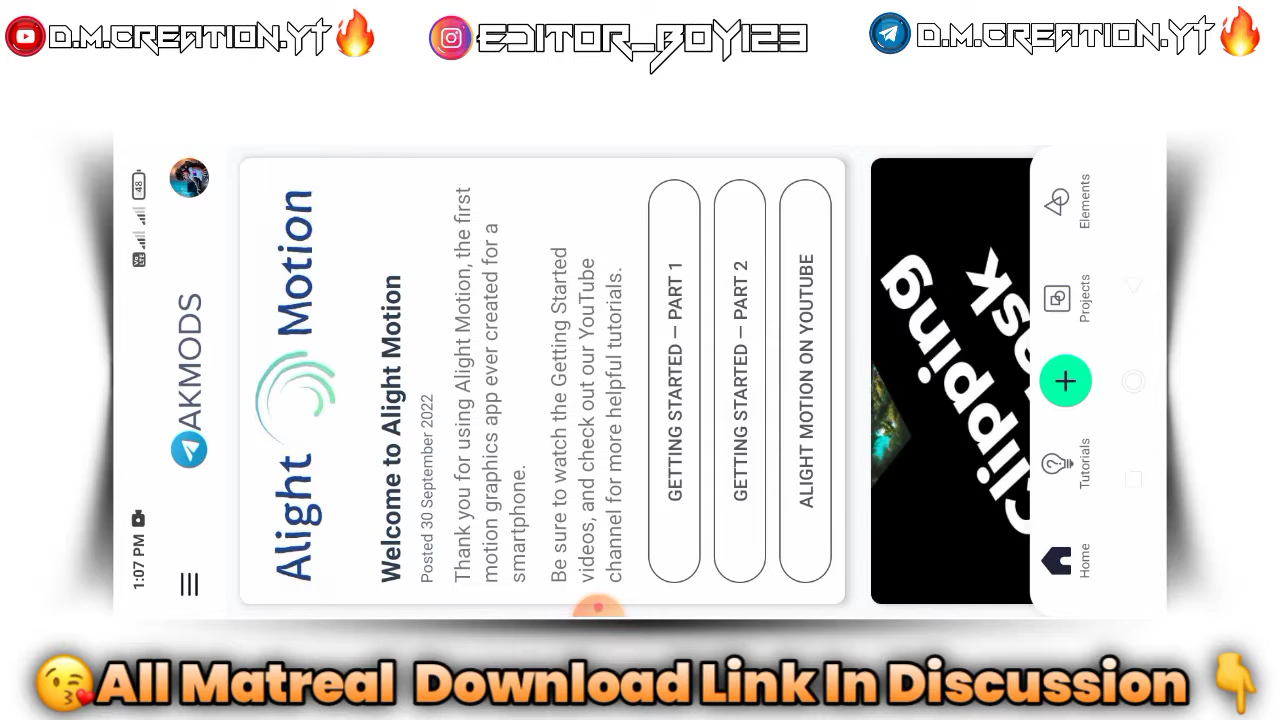 D.M.CREATION.YT
EDITOR_BOY123
D.M.CREATION.YT
1:07 PM
48
AKMODS
Alight Motion
Welcome to Alight Motion
Posted 30 September 2022
Thank you for using Alight Motion, the first
motion graphics app ever created for a
smartphone.
Be sure to watch the Getting Started
videos, and check out our YouTube
channel for more helpful tutorials.
GETTING STARTED – PART 1
GETTING STARTED – PART 2
ALIGHT MOTION ON YOUTUBE
Clipping
Home
Tutorials
Projects
Elements
All Matreal Download Link In Discussion